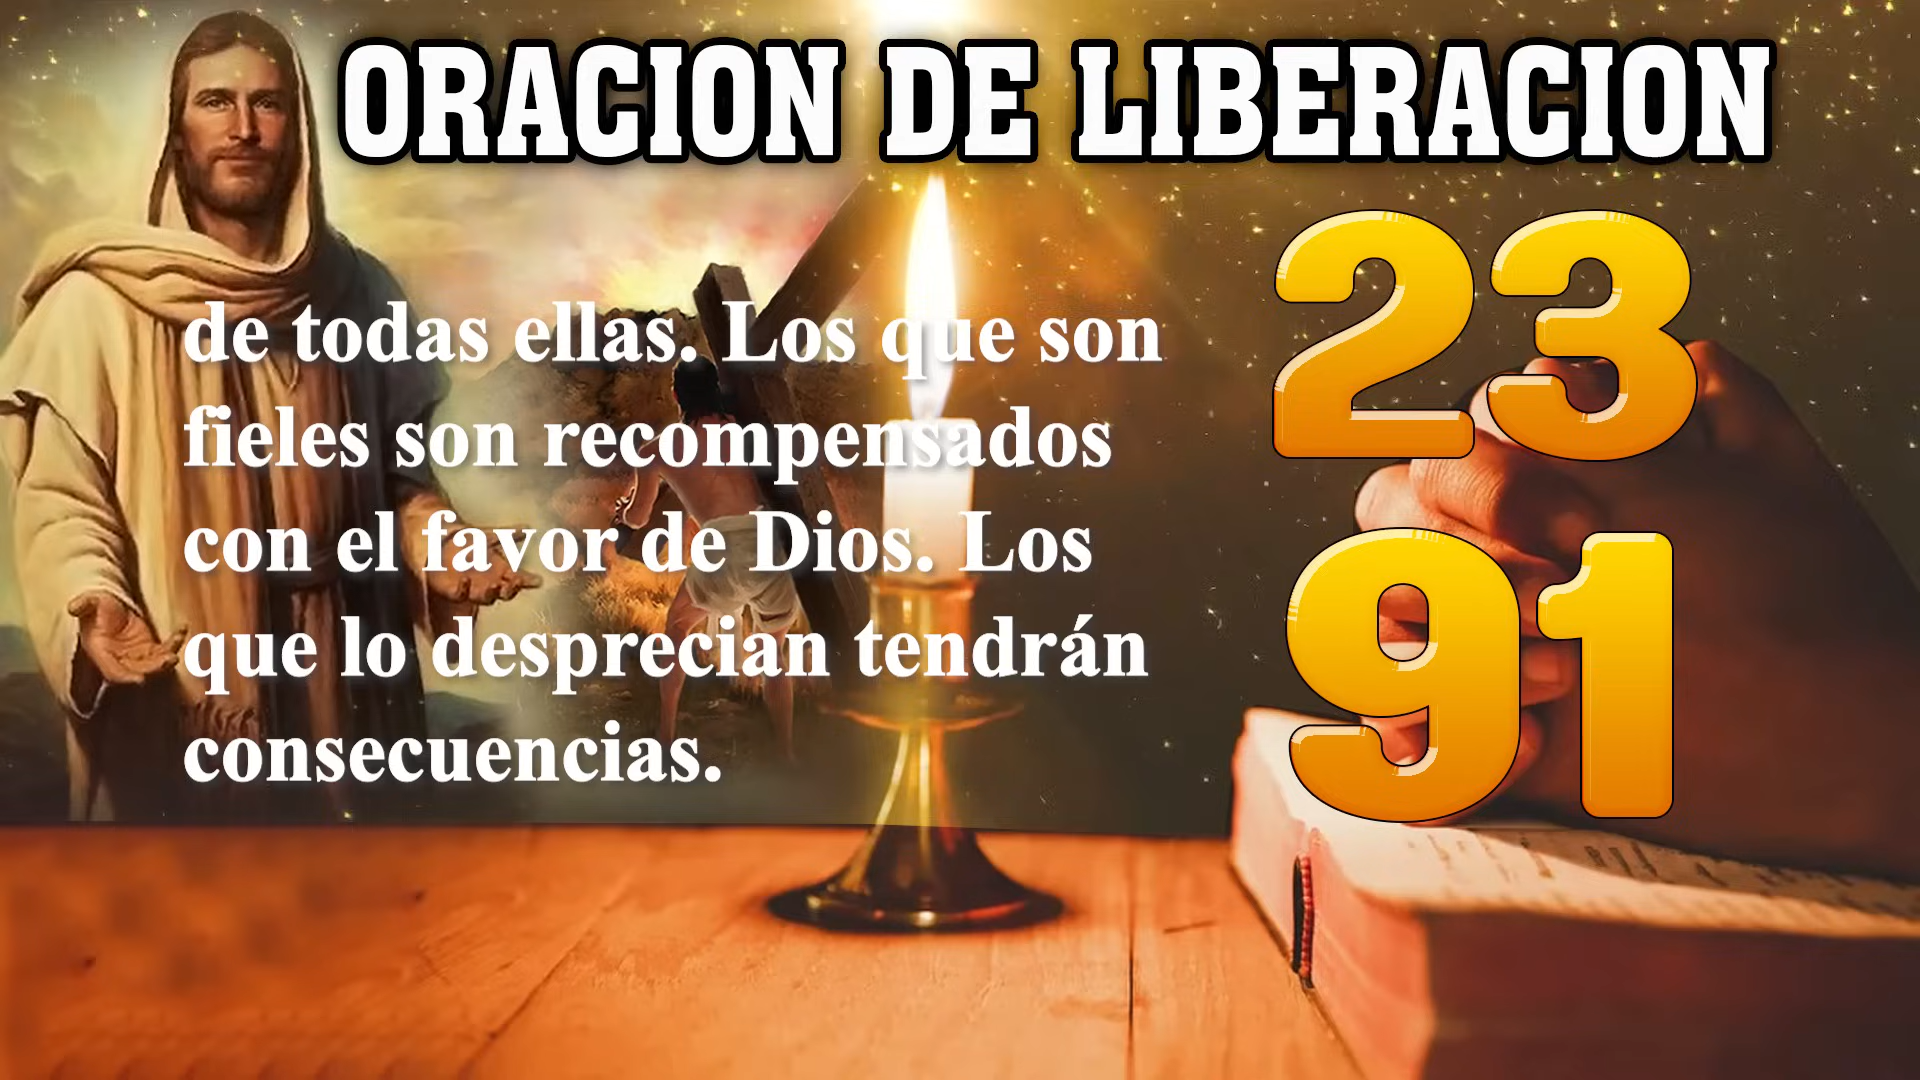 ORACION DE LIBERACION
de todas ellas. Los que son
fieles son recompensados
con el favor de Dios. Los
que lo desprecian tendrán
consecuencias.
23
91